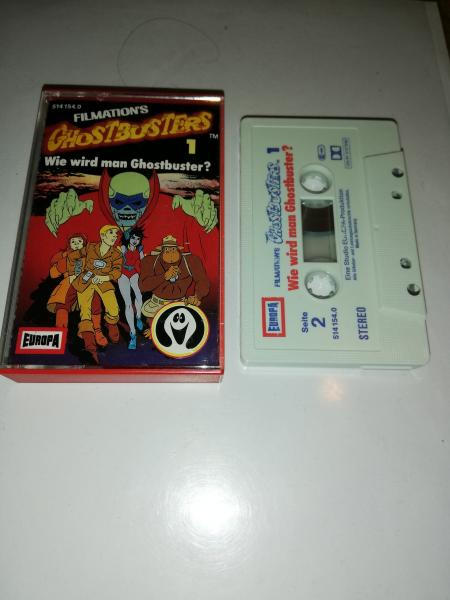 514 154.0
FILMATION'S
GHOSTBUSTERS TM
1
Wie wird man Ghostbuster?
EUROPA
FILMATION'S GHOSTBUSTERS 1
Wie wird man Ghostbuster?
EUROPA
Seite
2
514 154.0
STEREO